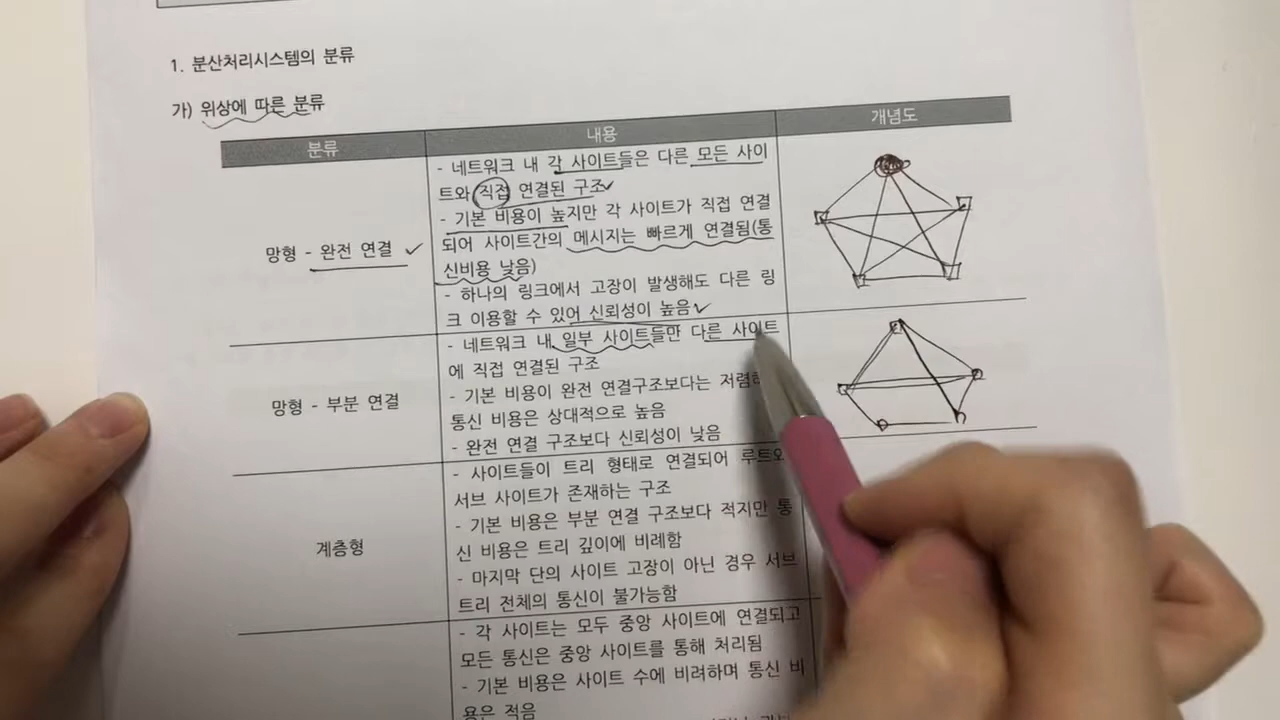 1. 분산처리시스템의 분류
가) 위상에 따른 분류
분류
내용
개념도
망형 - 완전 연결
- 네트워크 내 각 사이트들은 다른 모든 사이
트와 직접 연결된 구조
- 기본 비용이 높지만 각 사이트가 직접 연결
되어 사이트간의 메시지는 빠르게 연결됨(통
신비용 낮음)
- 하나의 링크에서 고장이 발생해도 다른 링
크 이용할 수 있어 신뢰성이 높음
망형 - 부분 연결
- 네트워크 내 일부 사이트들만 다른 사이트
에 직접 연결된 구조
- 기본 비용이 완전 연결구조보다는 저렴
통신 비용은 상대적으로 높음
- 완전 연결 구조보다 신뢰성이 낮음
계층형
- 사이트들이 트리 형태로 연결되어 루트와
서브 사이트가 존재하는 구조
- 기본 비용은 부분 연결 구조보다 적지만 통
신 비용은 트리 깊이에 비례함
- 마지막 단의 사이트 고장이 아닌 경우 서브
트리 전체의 통신이 불가능함
- 각 사이트는 모두 중앙 사이트에 연결되고
모든 통신은 중앙 사이트를 통해 처리됨
- 기본 비용은 사이트 수에 비려하며 통신 비
용은 적음